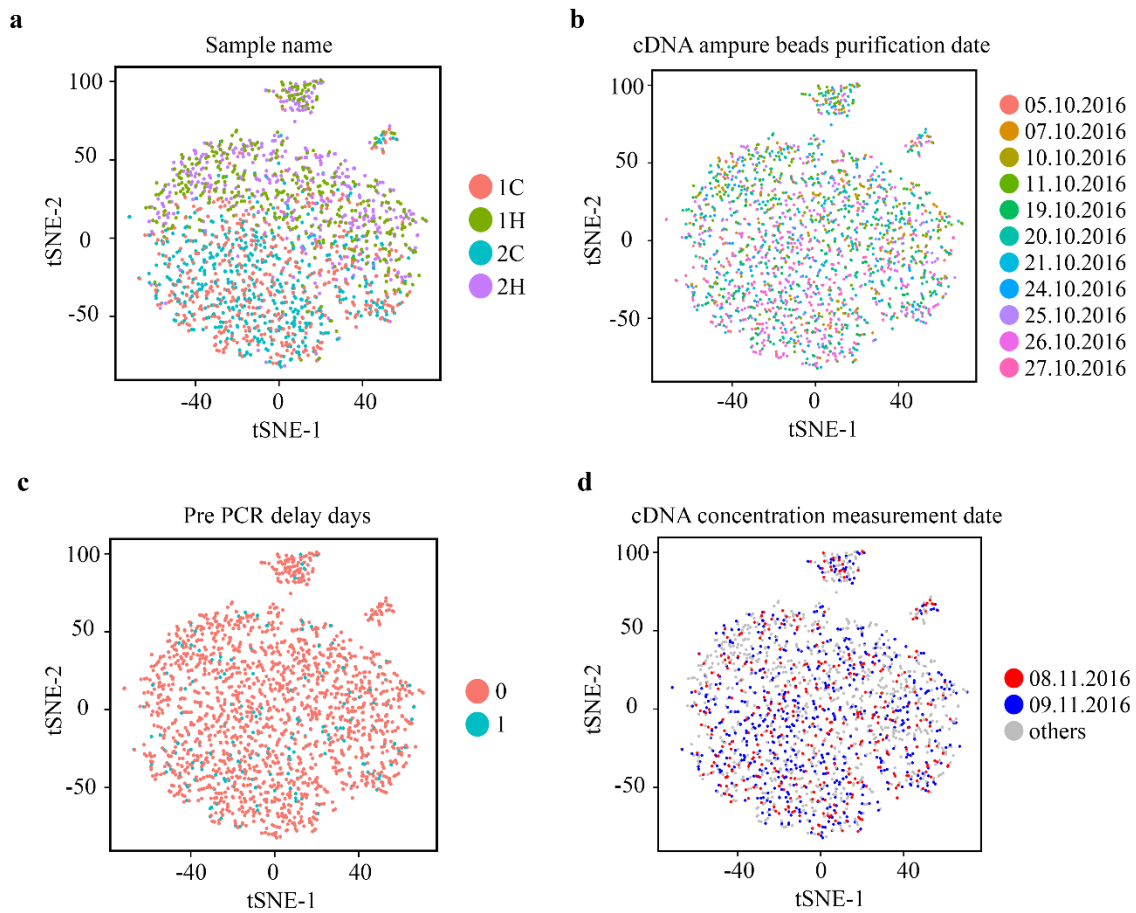 a
Sample name
100
50
0
-50
tSNE-2
-40
0
40
tSNE-1
1C
1H
2C
2H
b
cDNA ampure beads purification date
100
50
0
-50
tSNE-2
-40
0
40
tSNE-1
05.10.2016
07.10.2016
10.10.2016
11.10.2016
19.10.2016
20.10.2016
21.10.2016
24.10.2016
25.10.2016
26.10.2016
27.10.2016
c
Pre PCR delay days
100
50
0
-50
tSNE-2
-40
0
40
tSNE-1
0
1
d
cDNA concentration measurement date
100
50
0
-50
tSNE-2
-40
0
40
tSNE-1
08.11.2016
09.11.2016
others